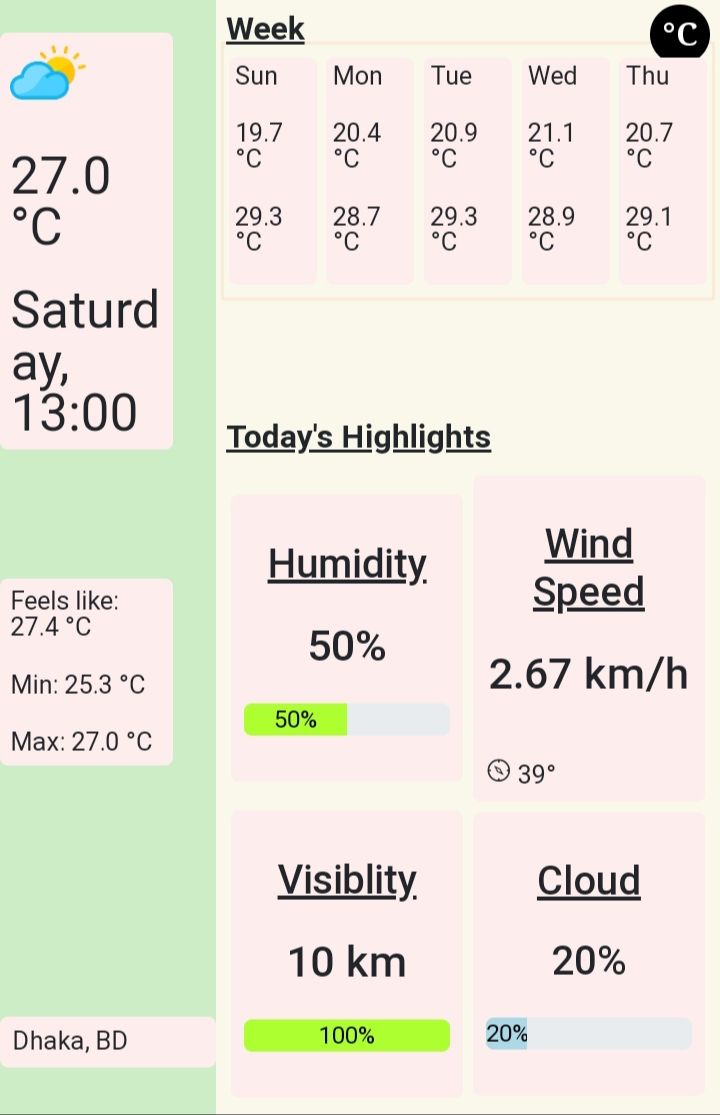 27.0
°C
Saturd
ay,
13:00
Feels like:
27.4 °C
Min: 25.3 °C
Max: 27.0 °C
Dhaka, BD
Week
°C
Sun
19.7
°C
29.3
°C
Mon
20.4
°C
28.7
°C
Tue
20.9
°C
29.3
°C
Wed
21.1
°C
28.9
°C
Thu
20.7
°C
29.1
°C
Today's Highlights
Humidity
50%
50%
Wind
Speed
2.67 km/h
39°
Visiblity
10 km
100%
Cloud
20%
20%